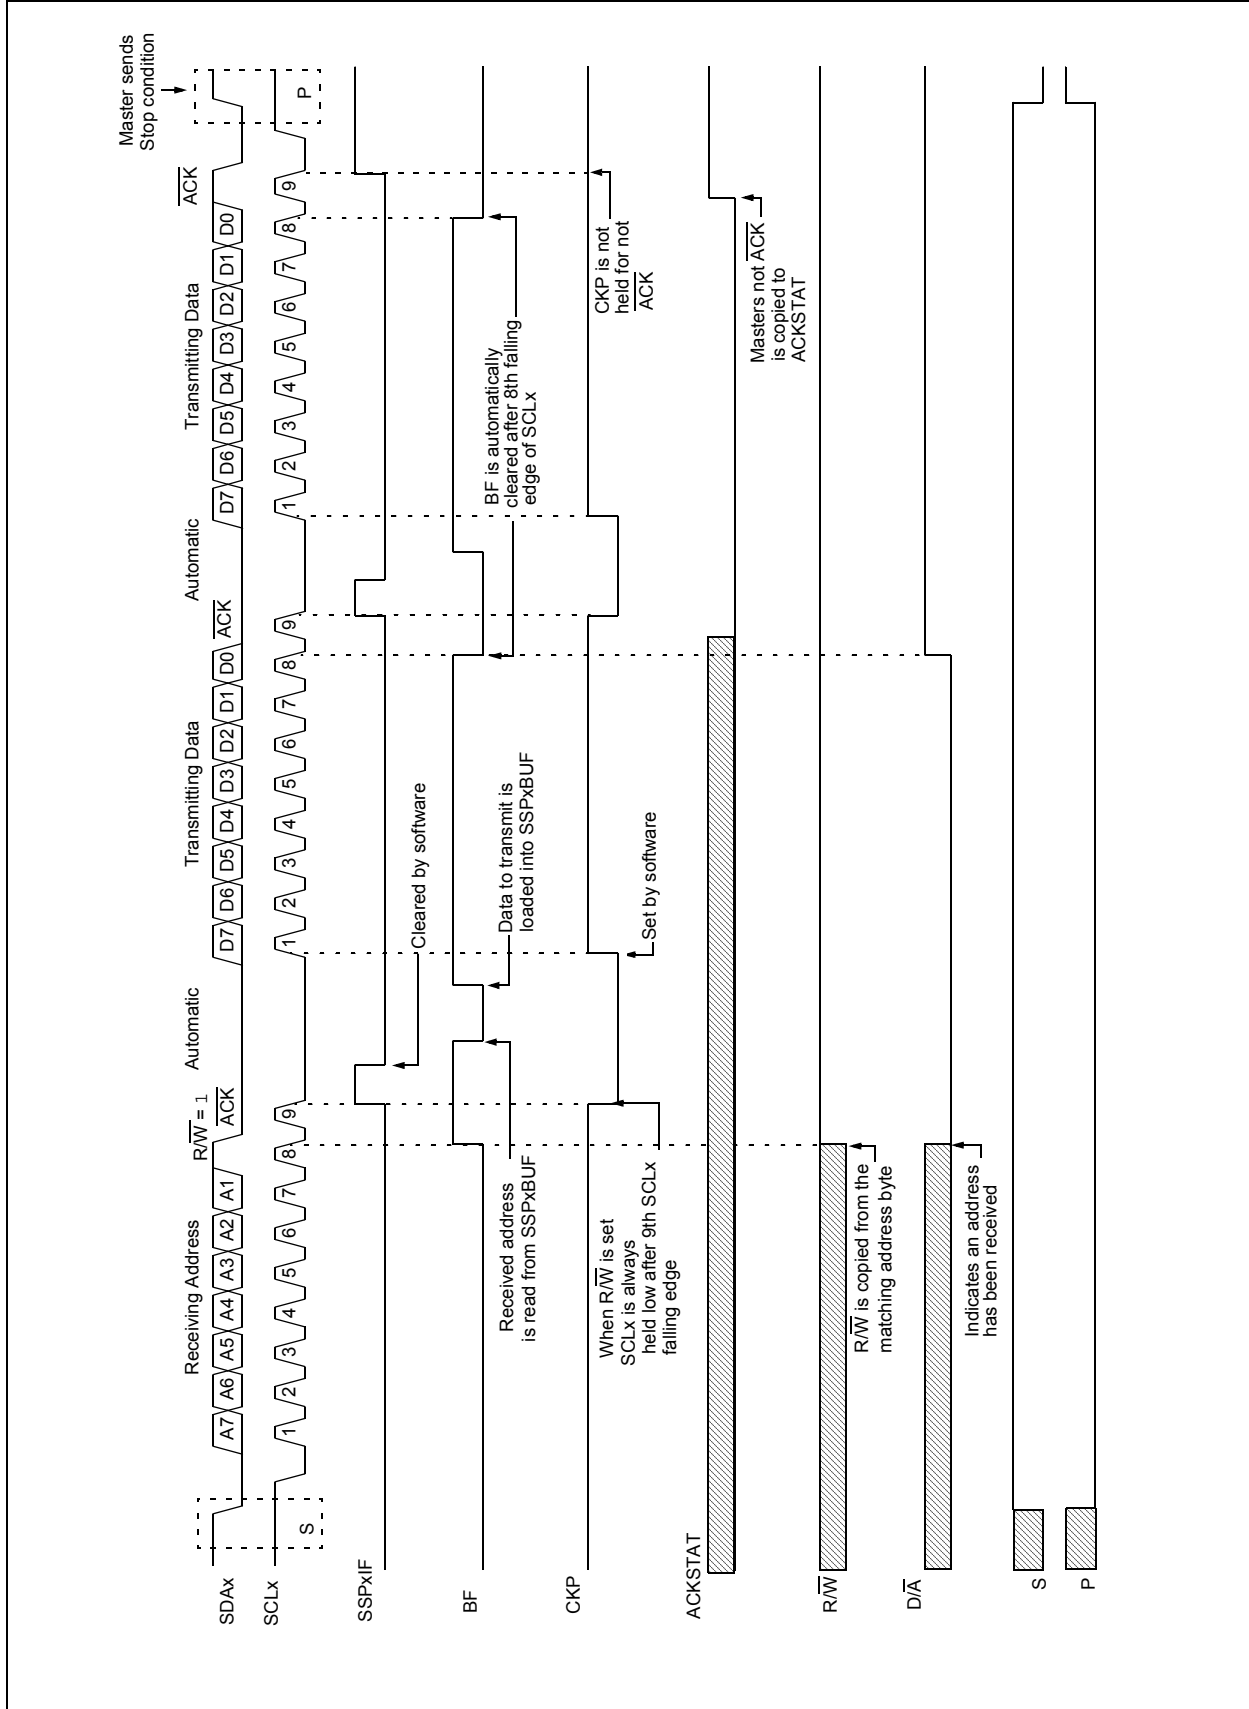 Master sends
Stop condition
Receiving Address
R/W = 1
ACK
Automatic
Transmitting Data
ACK
Automatic
Transmitting Data
ACK
SDAx
A7 A6 A5 A4 A3 A2 A1
D7 D6 D5 D4 D3 D2 D1 D0
D7 D6 D5 D4 D3 D2 D1 D0
SCLx
S
1 2 3 4 5 6 7 8 9
1 2 3 4 5 6 7 8 9
1 2 3 4 5 6 7 8 9
P
SSPxIF
Cleared by software
BF
Received address
is read from SSPxBUF
Data to transmit is
loaded into SSPxBUF
BF is automatically
cleared after 8th falling
edge of SCLx
CKP
When R/W is set
SCLx is always
held low after 9th SCLx
falling edge
Set by software
CKP is not
held for not
ACK
ACKSTAT
Masters not ACK
is copied to
ACKSTAT
R/W
R/W is copied from the
matching address byte
D/A
Indicates an address
has been received
S
P